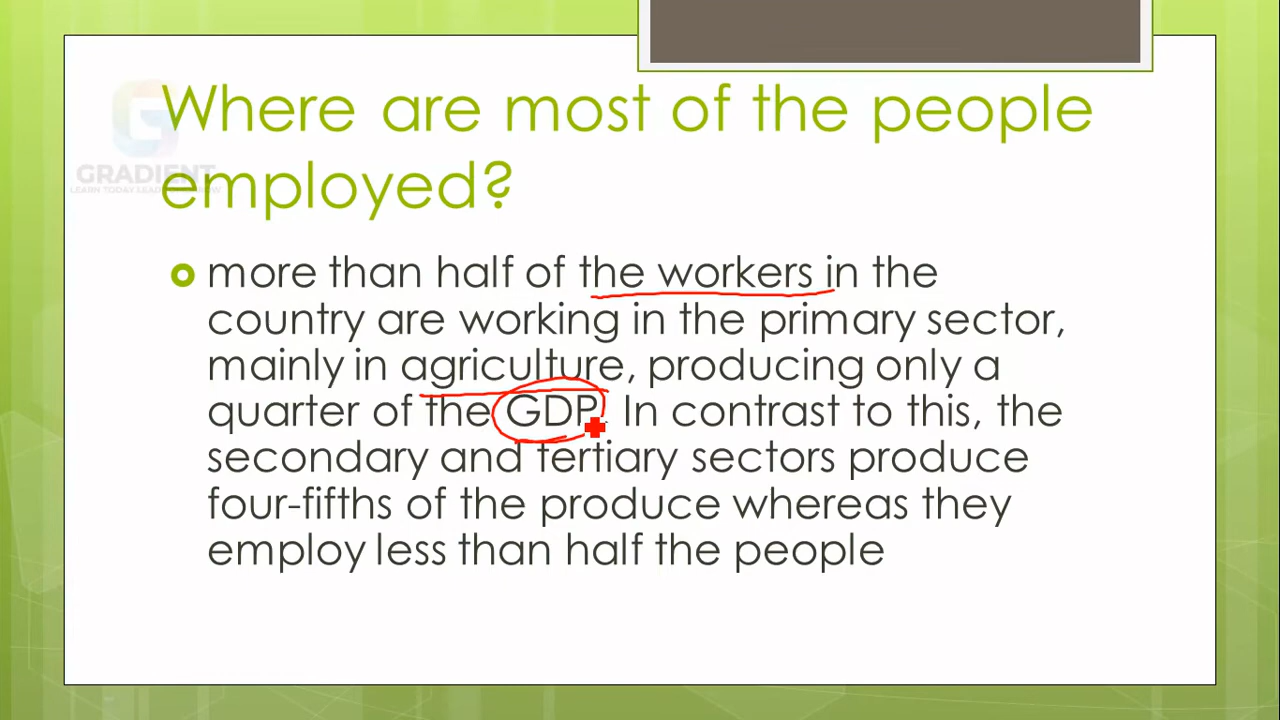 Where are most of the people
employed?
GRADIENT
more than half of the workers in the
country are working in the primary sector,
mainly in agriculture, producing only a
quarter of the GDP. In contrast to this, the
secondary and tertiary sectors produce
four-fifths of the produce whereas they
employ less than half the people